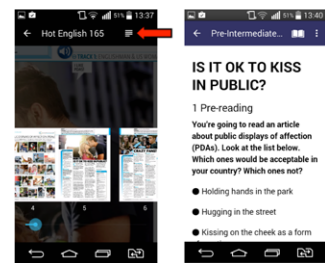 51% 13:37
Hot English 165
TRACK
4
5
6
51% 13:40
Pre-Intermediate...
IS IT OK TO KISS
IN PUBLIC?
1 Pre-reading
You're going to read an article
about public displays of affection
(PDAs). Look at the list below.
Which ones would be acceptable in
your country? Which ones not?
● Holding hands in the park
● Hugging in the street
● Kissing on the cheek as a form